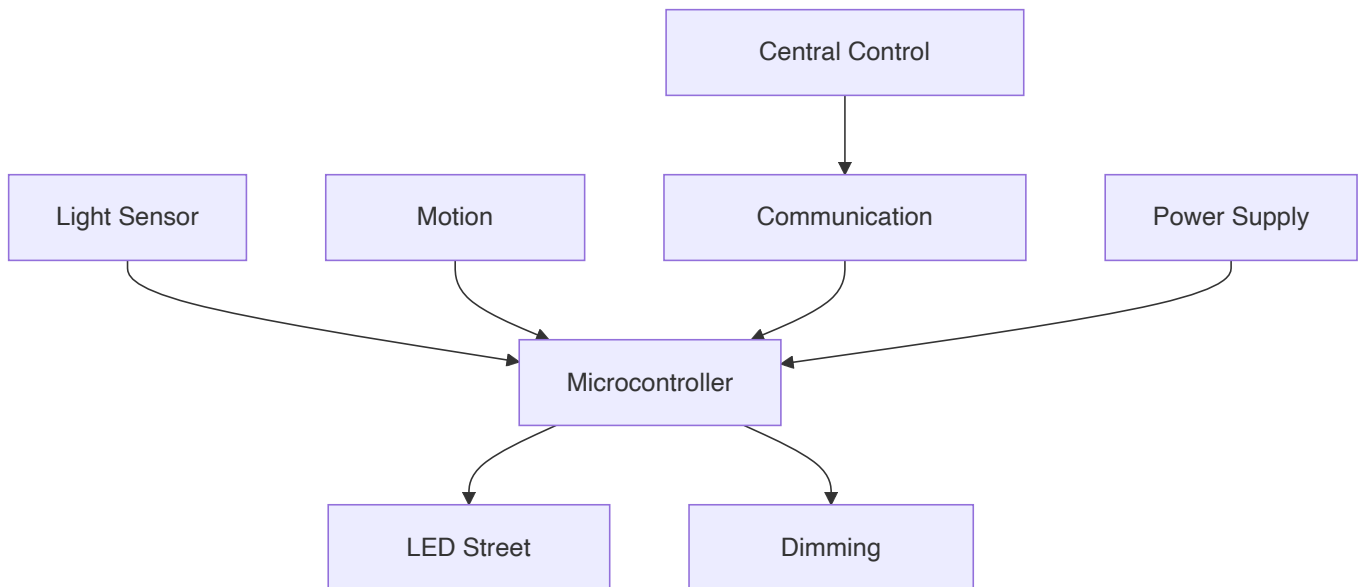 Central Control
Light Sensor
Motion
Communication
Power Supply
Microcontroller
LED Street
Dimming